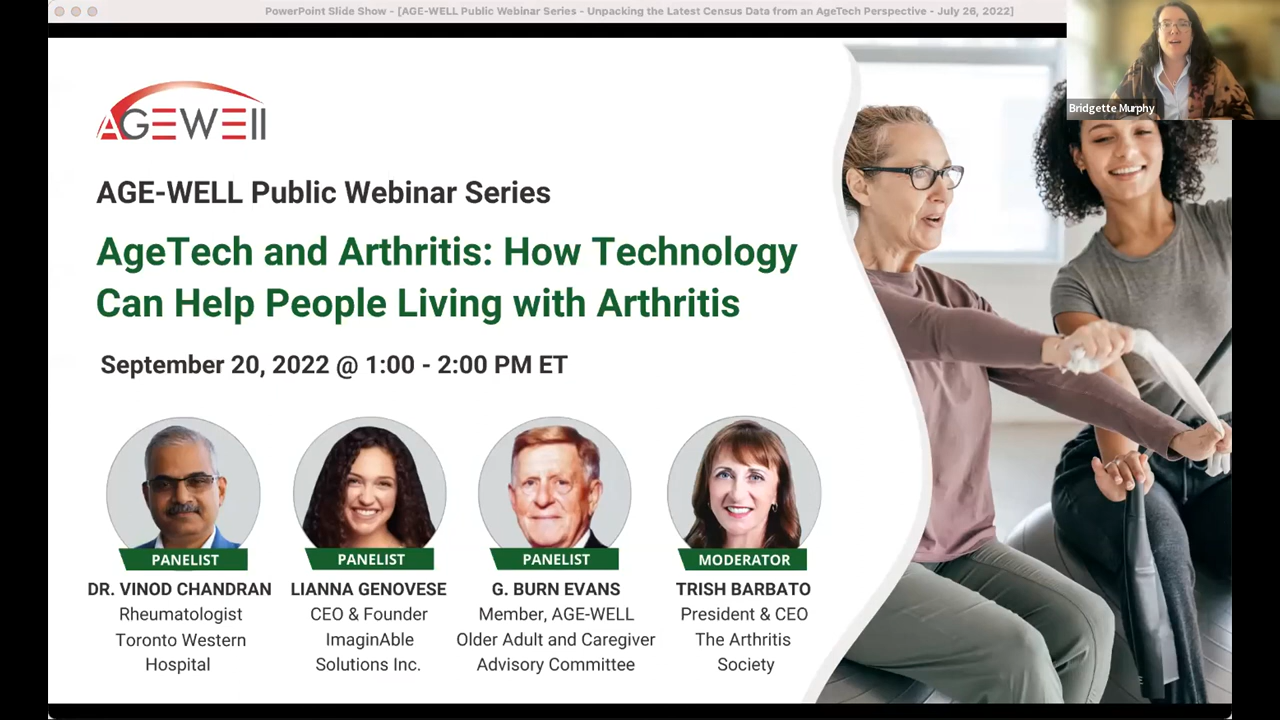 PowerPoint Slide Show - [AGE-WELL Public Webinar Series - Unpacking the Latest Census Data from an AgeTech Perspective - July 26, 2022]
Bridgette Murphy
AGEWEll
AGE-WELL Public Webinar Series
AgeTech and Arthritis: How Technology
Can Help People Living with Arthritis
September 20, 2022 @ 1:00 - 2:00 PM ET
PANELIST
DR. VINOD CHANDRAN
Rheumatologist
Toronto Western
Hospital
PANELIST
LIANNA GENOVESE
CEO & Founder
ImaginAble
Solutions Inc.
PANELIST
G. BURN EVANS
Member, AGE-WELL
Older Adult and Caregiver
Advisory Committee
MODERATOR
TRISH BARBATO
President & CEO
The Arthritis
Society